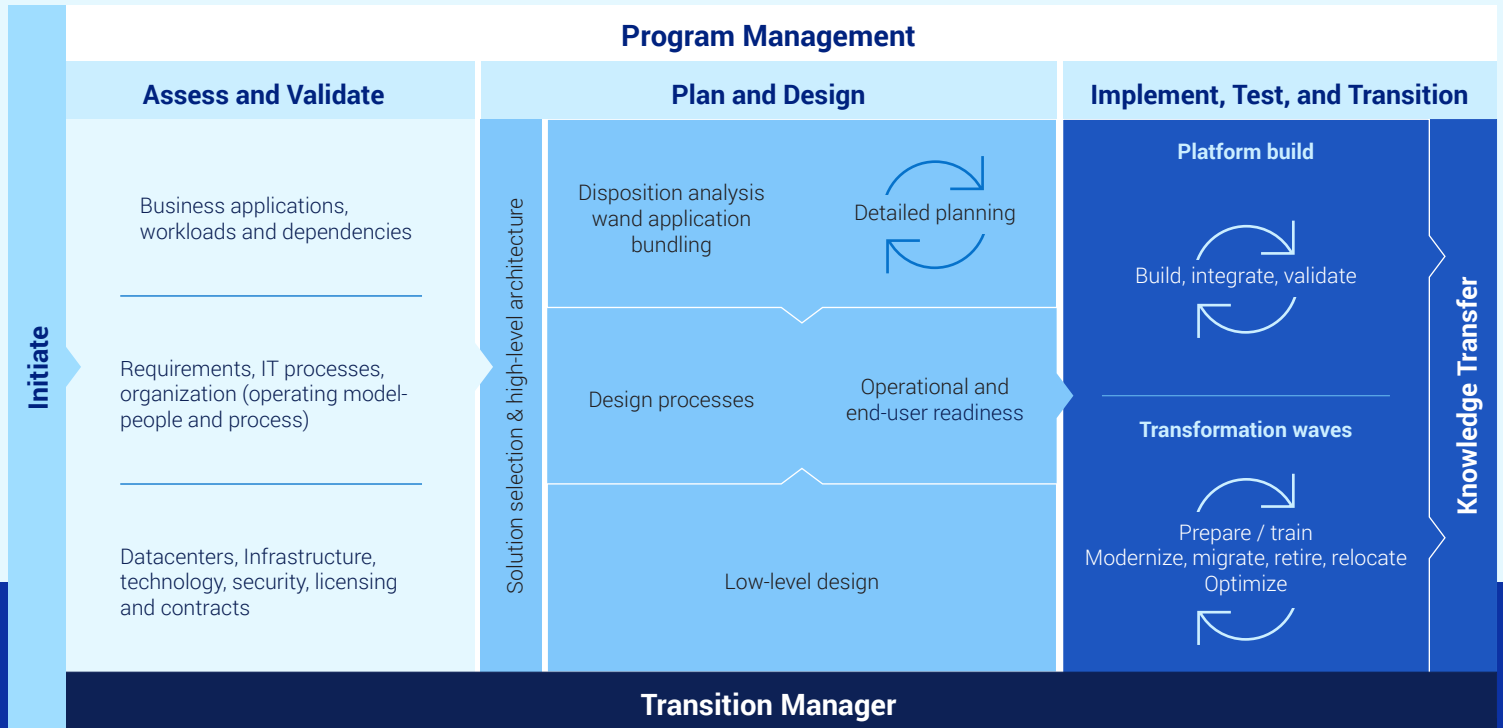 Program Management
Initiate
Assess and Validate
Business applications,
workloads and dependencies
Requirements, IT processes,
organization (operating model-
people and process)
Datacenters, Infrastructure,
technology, security, licensing
and contracts
Plan and Design
Solution selection & high-level architecture
Disposition analysis
wand application
bundling
Detailed planning
Design processes
Operational and
end-user readiness
Low-level design
Implement, Test, and Transition
Platform build
Build, integrate, validate
Transformation waves
Prepare / train
Modernize, migrate, retire, relocate
Optimize
Knowledge Transfer
Transition Manager